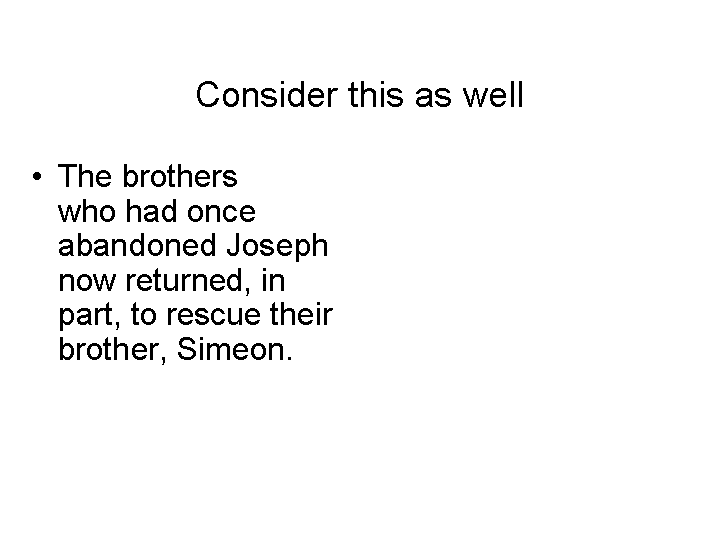 Consider this as well
• The brothers
who had once
abandoned Joseph
now returned, in
part, to rescue their
brother, Simeon.